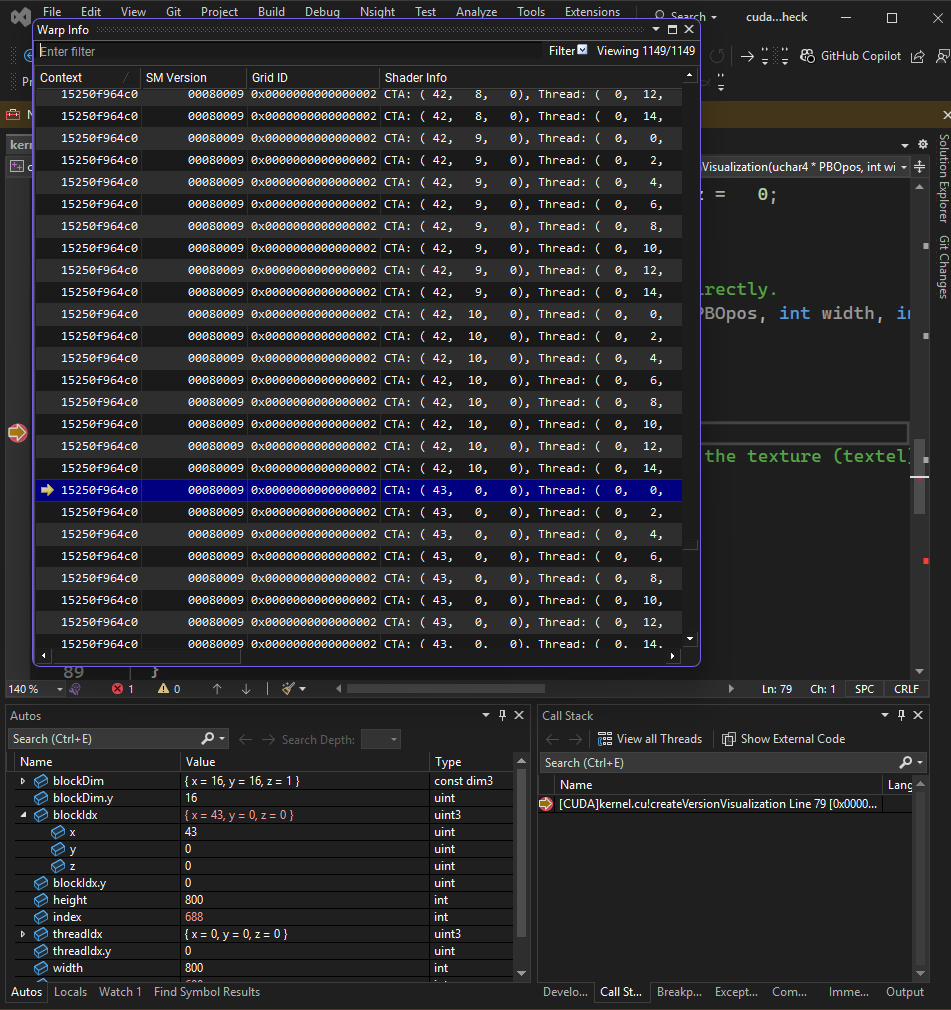 File Edit View Git Project Build Debug Nsight Test Analyze Tools Extensions Search cuda...heck
Warp Info
Enter filter Filter Viewing 1149/1149
GitHub Copilot
Context SM Version Grid ID Shader Info
15250f964c0 00080009 0x0000000000000002 CTA: ( 42, 8, 0), Thread: ( 0, 12,
15250f964c0 00080009 0x0000000000000002 CTA: ( 42, 8, 0), Thread: ( 0, 14,
15250f964c0 00080009 0x0000000000000002 CTA: ( 42, 9, 0), Thread: ( 0, 0,
15250f964c0 00080009 0x0000000000000002 CTA: ( 42, 9, 0), Thread: ( 0, 2,
15250f964c0 00080009 0x0000000000000002 CTA: ( 42, 9, 0), Thread: ( 0, 4,
15250f964c0 00080009 0x0000000000000002 CTA: ( 42, 9, 0), Thread: ( 0, 6,
15250f964c0 00080009 0x0000000000000002 CTA: ( 42, 9, 0), Thread: ( 0, 8,
15250f964c0 00080009 0x0000000000000002 CTA: ( 42, 9, 0), Thread: ( 0, 10,
15250f964c0 00080009 0x0000000000000002 CTA: ( 42, 9, 0), Thread: ( 0, 12,
15250f964c0 00080009 0x0000000000000002 CTA: ( 42, 9, 0), Thread: ( 0, 14,
15250f964c0 00080009 0x0000000000000002 CTA: ( 42, 10, 0), Thread: ( 0, 0,
15250f964c0 00080009 0x0000000000000002 CTA: ( 42, 10, 0), Thread: ( 0, 2,
15250f964c0 00080009 0x0000000000000002 CTA: ( 42, 10, 0), Thread: ( 0, 4,
15250f964c0 00080009 0x0000000000000002 CTA: ( 42, 10, 0), Thread: ( 0, 6,
15250f964c0 00080009 0x0000000000000002 CTA: ( 42, 10, 0), Thread: ( 0, 8,
15250f964c0 00080009 0x0000000000000002 CTA: ( 42, 10, 0), Thread: ( 0, 10,
15250f964c0 00080009 0x0000000000000002 CTA: ( 42, 10, 0), Thread: ( 0, 12,
15250f964c0 00080009 0x0000000000000002 CTA: ( 42, 10, 0), Thread: ( 0, 14,
15250f964c0 00080009 0x0000000000000002 CTA: ( 43, 0, 0), Thread: ( 0, 0,
15250f964c0 00080009 0x0000000000000002 CTA: ( 43, 0, 0), Thread: ( 0, 2,
15250f964c0 00080009 0x0000000000000002 CTA: ( 43, 0, 0), Thread: ( 0, 4,
15250f964c0 00080009 0x0000000000000002 CTA: ( 43, 0, 0), Thread: ( 0, 6,
15250f964c0 00080009 0x0000000000000002 CTA: ( 43, 0, 0), Thread: ( 0, 8,
15250f964c0 00080009 0x0000000000000002 CTA: ( 43, 0, 0), Thread: ( 0, 10,
15250f964c0 00080009 0x0000000000000002 CTA: ( 43, 0, 0), Thread: ( 0, 12,
15250f964c0 00080009 0x0000000000000002 CTA: ( 43, 0, 0), Thread: ( 0, 14,
Visualization(uchar4 * PBOpos, int wi
= 0;
rectly.
PBOpos, int width, in
the texture (textel
Solution Explorer
Git Changes
89 }
140 % 1 0 Ln: 79 Ch: 1 SPC CRLF
Autos
Search (Ctrl+E) Search Depth:
Name Value Type
blockDim { x = 16, y = 16, z = 1 } const dim3
blockDim.y 16 uint
blockIdx { x = 43, y = 0, z = 0 } uint3
x 43 uint
y 0 uint
z 0 uint
blockIdx.y 0 uint
height 800 int
index 688 int
threadIdx { x = 0, y = 0, z = 0 } uint3
threadIdx.y 0 uint
width 800 int
Autos Locals Watch 1 Find Symbol Results
Call Stack
View all Threads Show External Code
Search (Ctrl+E)
Name Lang
[CUDA]kernel.cu!createVersionVisualization Line 79 [0x0000...
Develo... Call St... Breakp... Except... Com... Imme... Output